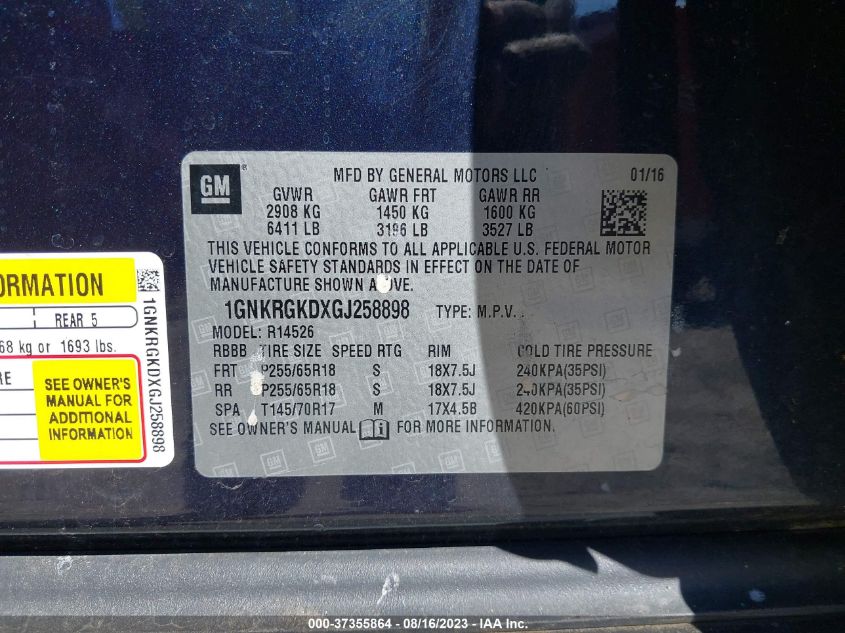 GM
MFD BY GENERAL MOTORS LLC 01/16
GVWR GAWR FRT GAWR RR
2908 KG 1450 KG 1600 KG
6411 LB 3196 LB 3527 LB
THIS VEHICLE CONFORMS TO ALL APPLICABLE U.S. FEDERAL MOTOR
VEHICLE SAFETY STANDARDS IN EFFECT ON THE DATE OF
MANUFACTURE SHOWN ABOVE.
1GNKRGKDXGJ258898 TYPE: M.P.V.
MODEL: R14526
RBBB TIRE SIZE SPEED RTG RIM COLD TIRE PRESSURE
FRT P255/65R18 S 18X7.5J 240KPA(35PSI)
RR P255/65R18 S 18X7.5J 240KPA(35PSI)
SPA T145/70R17 M 17X4.5B 420KPA(60PSI)
SEE OWNER'S MANUAL FOR MORE INFORMATION.
REAR 5
68 kg or 1693 lbs.
SEE OWNER'S
MANUAL FOR
ADDITIONAL
INFORMATION
1GNKRGKDXGJ258898
000-37355864 - 08/16/2023 - COPYRIGHT IAA, LLC.